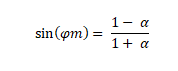 sin(φm) = (1 − α)/(1 + α)